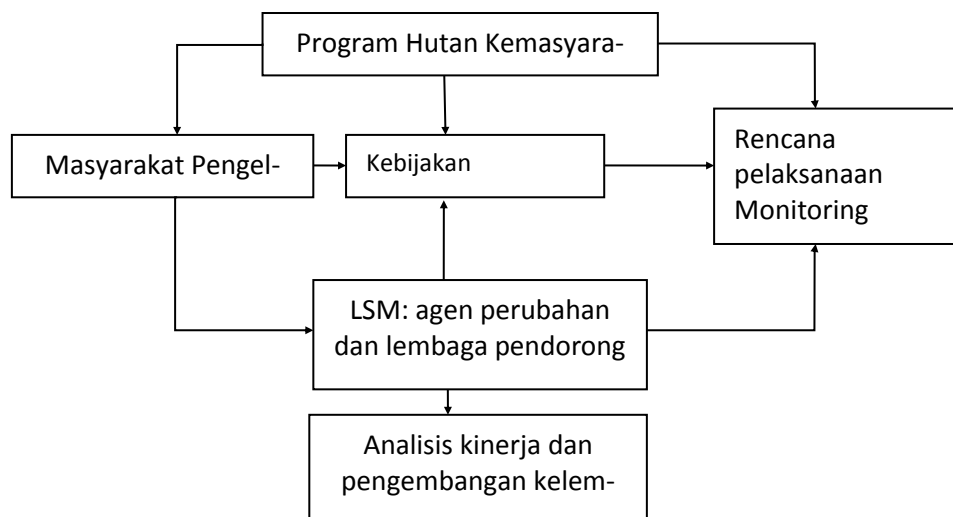 Program Hutan Kemasyara-
Masyarakat Pengel-
Kebijakan
Rencana
pelaksanaan
Monitoring
LSM: agen perubahan
dan lembaga pendorong
Analisis kinerja dan
pengembangan kelem-